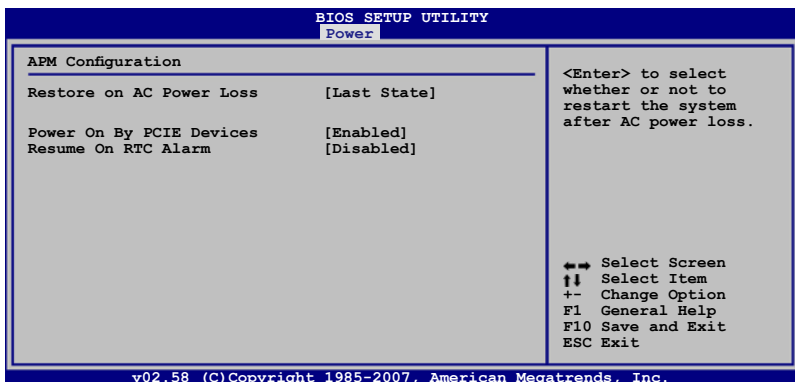 BIOS SETUP UTILITY
Power
APM Configuration
Restore on AC Power Loss [Last State]
Power On By PCIE Devices [Enabled]
Resume On RTC Alarm [Disabled]
<Enter> to select
whether or not to
restart the system
after AC power loss.
Select Screen
Select Item
+- Change Option
F1 General Help
F10 Save and Exit
ESC Exit
v02.58 (C)Copyright 1985-2007, American Megatrends, Inc.